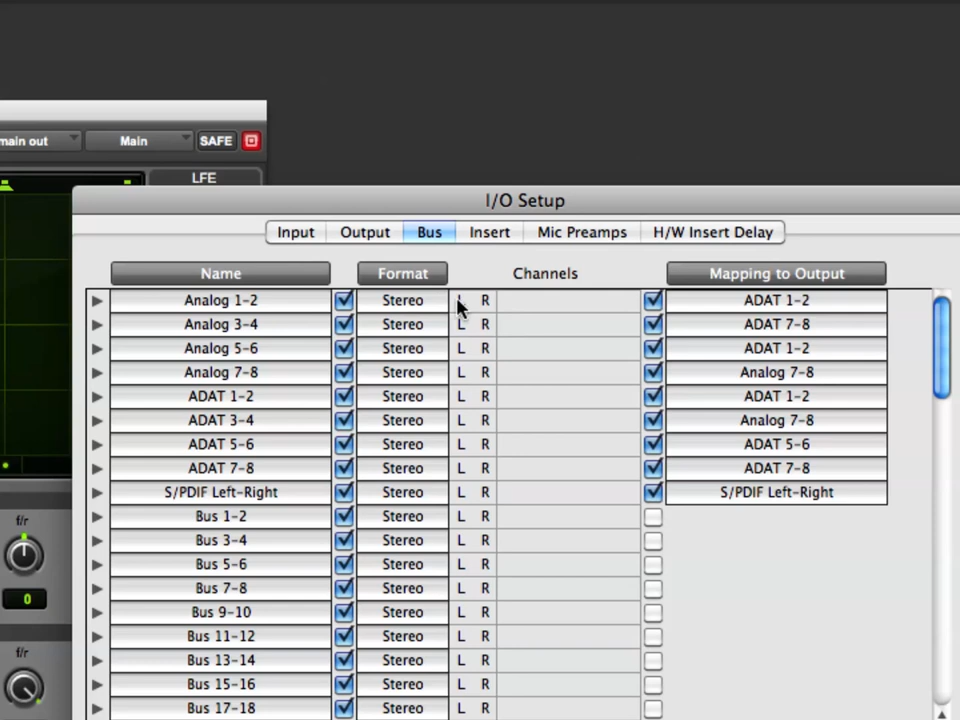 main out Main SAFE
LFE
I/O Setup
Input Output Bus Insert Mic Preamps H/W Insert Delay
Name Format Channels Mapping to Output
Analog 1-2 Stereo R ADAT 1-2
Analog 3-4 Stereo L R ADAT 7-8
Analog 5-6 Stereo L R ADAT 1-2
Analog 7-8 Stereo L R Analog 7-8
ADAT 1-2 Stereo L R ADAT 1-2
ADAT 3-4 Stereo L R Analog 7-8
ADAT 5-6 Stereo L R ADAT 5-6
ADAT 7-8 Stereo L R ADAT 7-8
S/PDIF Left-Right Stereo L R S/PDIF Left-Right
Bus 1-2 Stereo L R
f/r
Bus 3-4 Stereo L R
Bus 5-6 Stereo L R
Bus 7-8 Stereo L R
0
Bus 9-10 Stereo L R
Bus 11-12 Stereo L R
f/r
Bus 13-14 Stereo L R
Bus 15-16 Stereo L R
Bus 17-18 Stereo L R